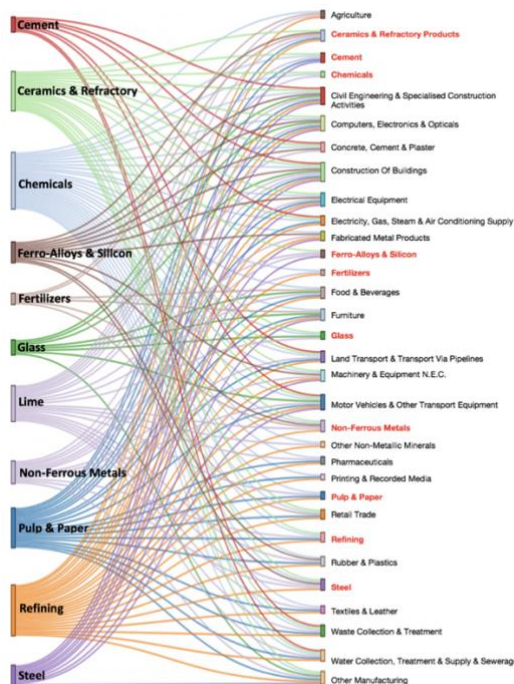 Cement
Ceramics & Refractory
Chemicals
Ferro-Alloys & Silicon
Fertilizers
Glass
Lime
Non-Ferrous Metals
Pulp & Paper
Refining
Steel
Agriculture
Ceramics & Refractory Products
Cement
Chemicals
Civil Engineering & Specialised Construction
Activities
Computers, Electronics & Opticals
Concrete, Cement & Plaster
Construction Of Buildings
Electrical Equipment
Electricity, Gas, Steam & Air Conditioning Supply
Fabricated Metal Products
Ferro-Alloys & Silicon
Fertilizers
Food & Beverages
Furniture
Glass
Land Transport & Transport Via Pipelines
Machinery & Equipment N.E.C.
Motor Vehicles & Other Transport Equipment
Non-Ferrous Metals
Other Non-Metallic Minerals
Pharmaceuticals
Printing & Recorded Media
Pulp & Paper
Retail Trade
Refining
Rubber & Plastics
Steel
Textiles & Leather
Waste Collection & Treatment
Water Collection, Treatment & Supply & Sewerag
Other Manufacturing